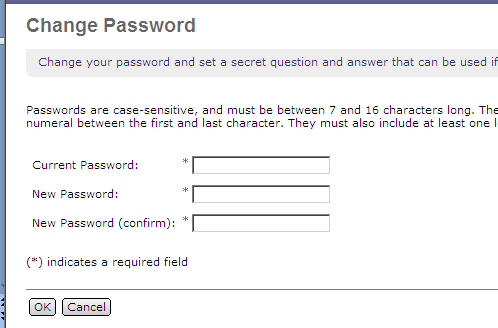 Change Password
Change your password and set a secret question and answer that can be used if
Passwords are case-sensitive, and must be between 7 and 16 characters long. The
numeral between the first and last character. They must also include at least one l
Current Password: *
New Password: *
New Password (confirm): *
(*) indicates a required field
OK Cancel